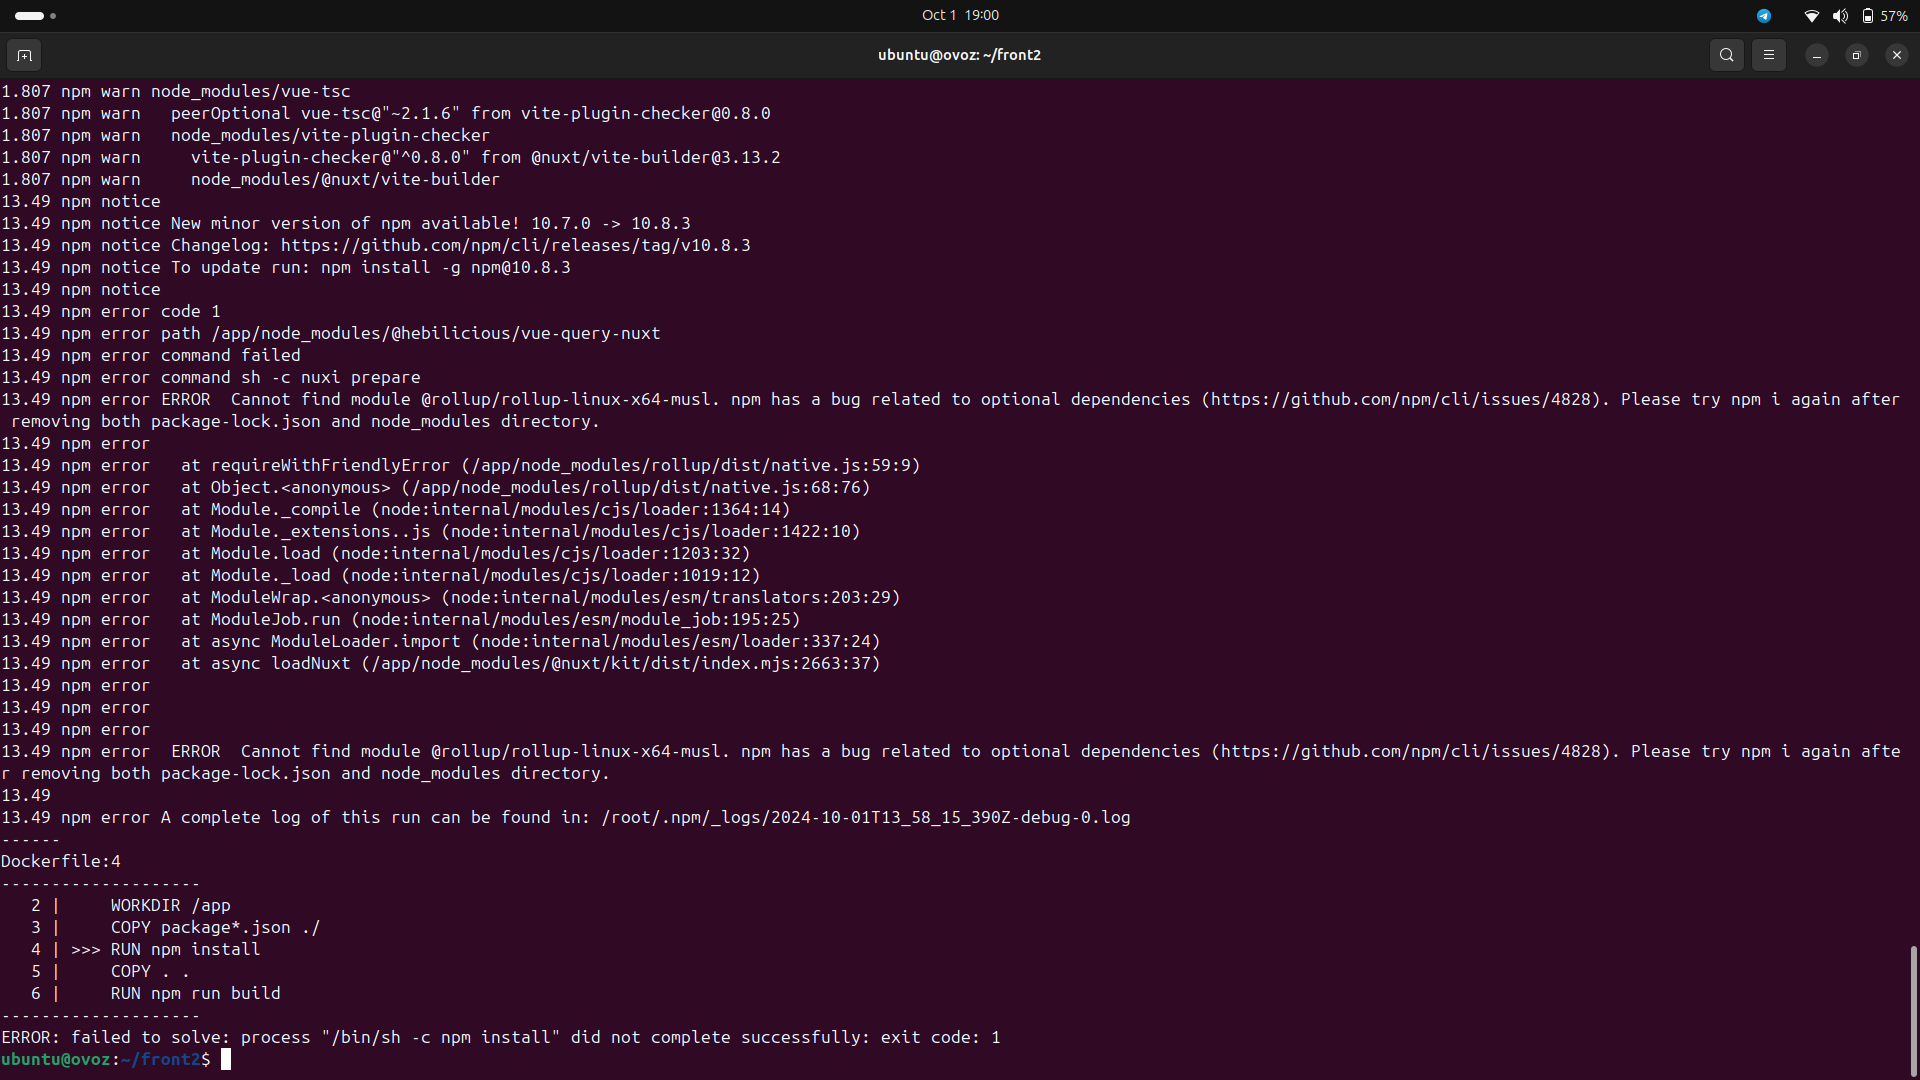 Oct 1 19:00
57%
ubuntu@ovoz: ~/front2
1.807 npm warn node_modules/vue-tsc
1.807 npm warn   peerOptional vue-tsc@"~2.1.6" from vite-plugin-checker@0.8.0
1.807 npm warn   node_modules/vite-plugin-checker
1.807 npm warn     vite-plugin-checker@"^0.8.0" from @nuxt/vite-builder@3.13.2
1.807 npm warn     node_modules/@nuxt/vite-builder
13.49 npm notice
13.49 npm notice New minor version of npm available! 10.7.0 -> 10.8.3
13.49 npm notice Changelog: https://github.com/npm/cli/releases/tag/v10.8.3
13.49 npm notice To update run: npm install -g npm@10.8.3
13.49 npm notice
13.49 npm error code 1
13.49 npm error path /app/node_modules/@hebilicious/vue-query-nuxt
13.49 npm error command failed
13.49 npm error command sh -c nuxi prepare
13.49 npm error ERROR  Cannot find module @rollup/rollup-linux-x64-musl. npm has a bug related to optional dependencies (https://github.com/npm/cli/issues/4828). Please try npm i again after
 removing both package-lock.json and node_modules directory.
13.49 npm error
13.49 npm error   at requireWithFriendlyError (/app/node_modules/rollup/dist/native.js:59:9)
13.49 npm error   at Object.<anonymous> (/app/node_modules/rollup/dist/native.js:68:76)
13.49 npm error   at Module._compile (node:internal/modules/cjs/loader:1364:14)
13.49 npm error   at Module._extensions..js (node:internal/modules/cjs/loader:1422:10)
13.49 npm error   at Module.load (node:internal/modules/cjs/loader:1203:32)
13.49 npm error   at Module._load (node:internal/modules/cjs/loader:1019:12)
13.49 npm error   at ModuleWrap.<anonymous> (node:internal/modules/esm/translators:203:29)
13.49 npm error   at ModuleJob.run (node:internal/modules/esm/module_job:195:25)
13.49 npm error   at async ModuleLoader.import (node:internal/modules/esm/loader:337:24)
13.49 npm error   at async loadNuxt (/app/node_modules/@nuxt/kit/dist/index.mjs:2663:37)
13.49 npm error
13.49 npm error
13.49 npm error
13.49 npm error  ERROR  Cannot find module @rollup/rollup-linux-x64-musl. npm has a bug related to optional dependencies (https://github.com/npm/cli/issues/4828). Please try npm i again afte
r removing both package-lock.json and node_modules directory.
13.49
13.49 npm error A complete log of this run can be found in: /root/.npm/_logs/2024-10-01T13_58_15_390Z-debug-0.log
------
Dockerfile:4
--------------------
   2 |     WORKDIR /app
   3 |     COPY package*.json ./
   4 | >>> RUN npm install
   5 |     COPY . .
   6 |     RUN npm run build
--------------------
ERROR: failed to solve: process "/bin/sh -c npm install" did not complete successfully: exit code: 1
ubuntu@ovoz:~/front2$